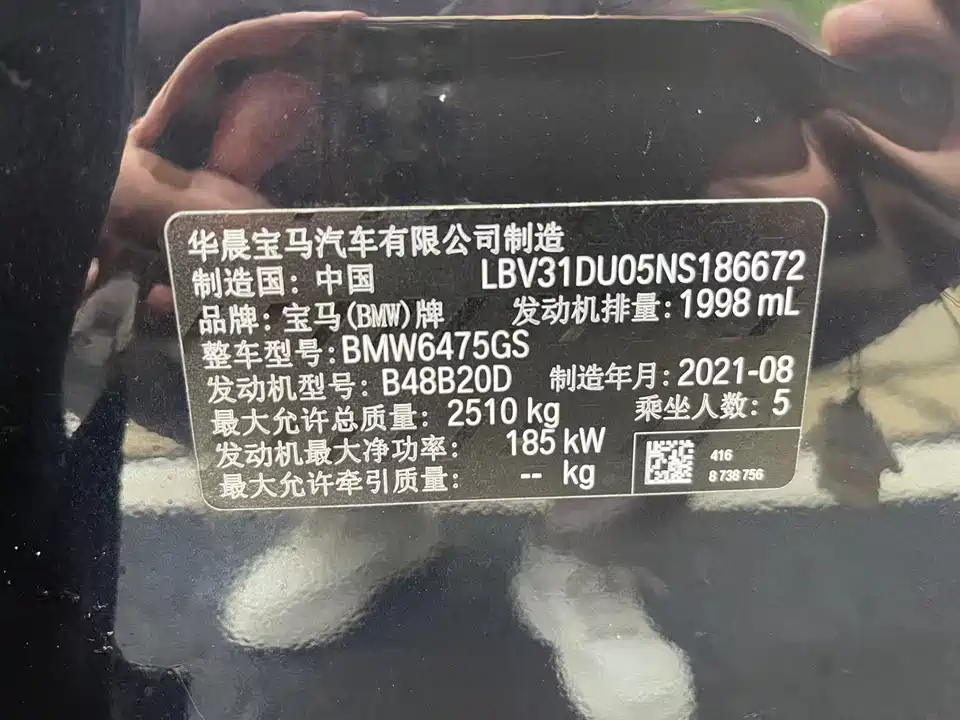 华晨宝马汽车有限公司制造
制造国：中国 LBV31DU05NS186672
品牌：宝马(BMW)牌 发动机排量：1998 mL
整车型号：BMW6475GS
发动机型号：B48B20D 制造年月：2021-08
最大允许总质量：2510 kg 乘坐人数：5
发动机最大净功率：185 kW
最大允许牵引质量：-- kg
416
8 738 756